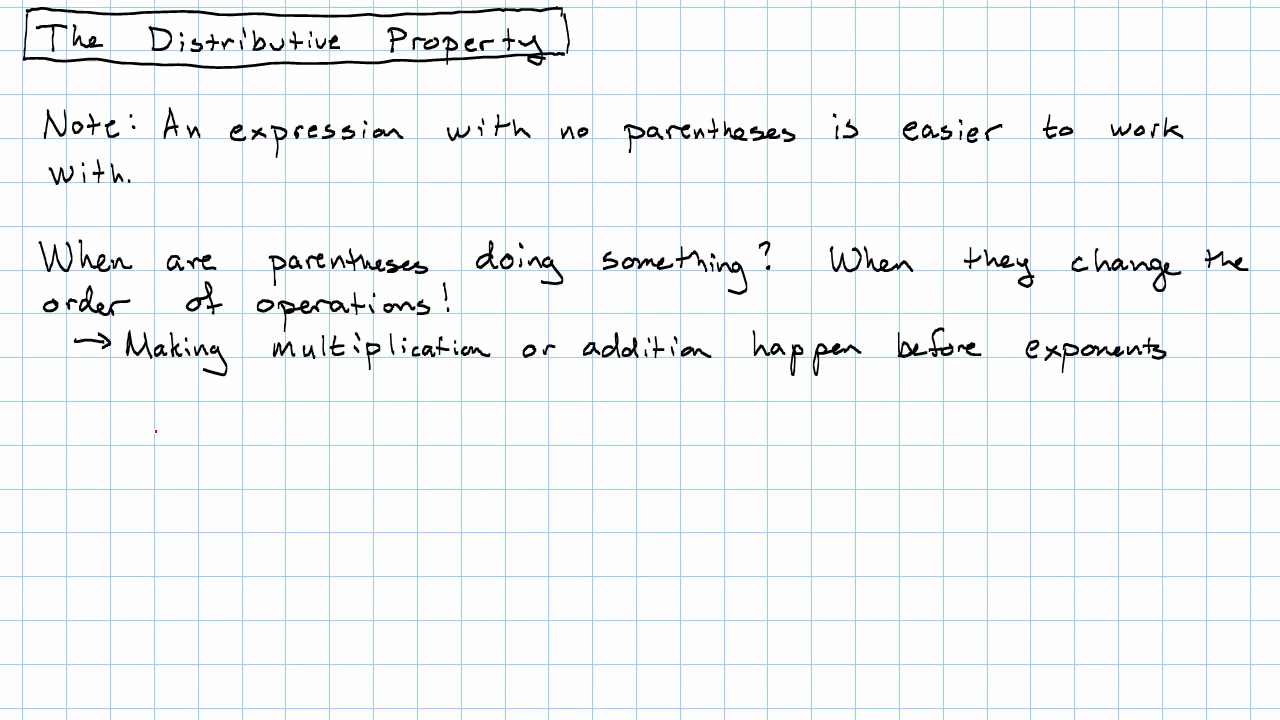 The Distributive Property
Note: An expression with no parentheses is easier to work
with.
When are parentheses doing something? When they change the
order of operations!
→ Making multiplication or addition happen before exponents